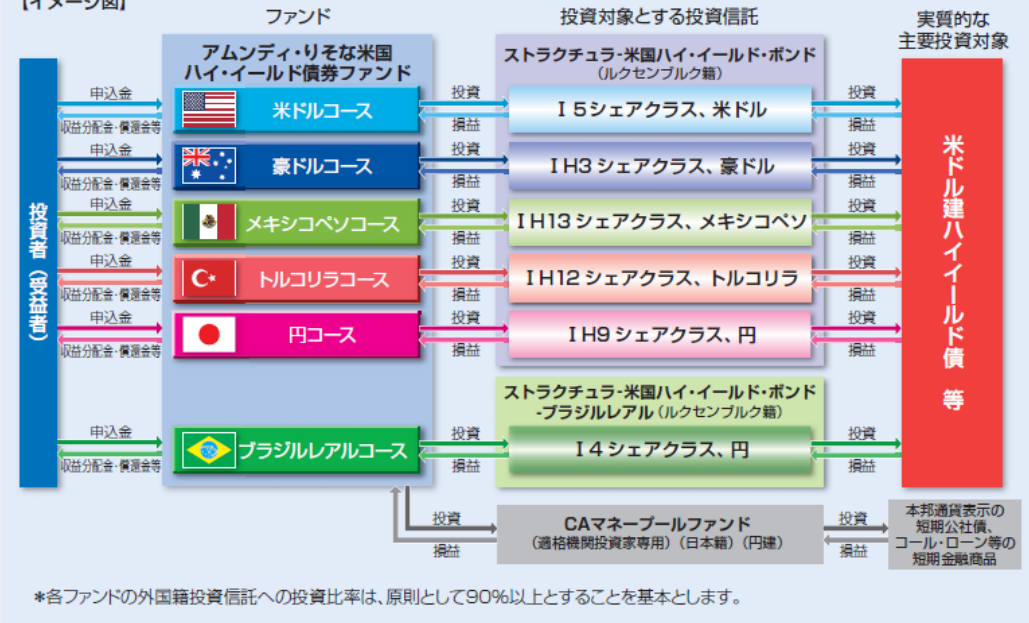 【イメージ図】
ファンド
投資対象とする投資信託
実質的な
主要投資対象
アムンディ・りそな米国
ハイ・イールド債券ファンド
ストラクチュラ-米国ハイ・イールド・ボンド
(ルクセンブルク籍)
投資者(受益者)
申込金
収益分配金・償還金等
米ドルコース
投資
損益
I 5シェアクラス、米ドル
投資
損益
申込金
収益分配金・償還金等
豪ドルコース
投資
損益
I H3シェアクラス、豪ドル
投資
損益
申込金
収益分配金・償還金等
メキシコペソコース
投資
損益
I H13シェアクラス、メキシコペソ
投資
損益
申込金
収益分配金・償還金等
トルコリラコース
投資
損益
I H12シェアクラス、トルコリラ
投資
損益
申込金
収益分配金・償還金等
円コース
投資
損益
I H9シェアクラス、円
投資
損益
米ドル建ハイイールド債 等
ストラクチュラ-米国ハイ・イールド・ボンド
-ブラジルレアル(ルクセンブルク籍)
申込金
収益分配金・償還金等
ブラジルレアルコース
投資
損益
I 4シェアクラス、円
投資
損益
投資
損益
CAマネープールファンド
(適格機関投資家専用)(日本籍)(円建)
投資
損益
本邦通貨表示の
短期公社債、
コール・ローン等の
短期金融商品
*各ファンドの外国籍投資信託への投資比率は、原則として90%以上とすることを基本とします。